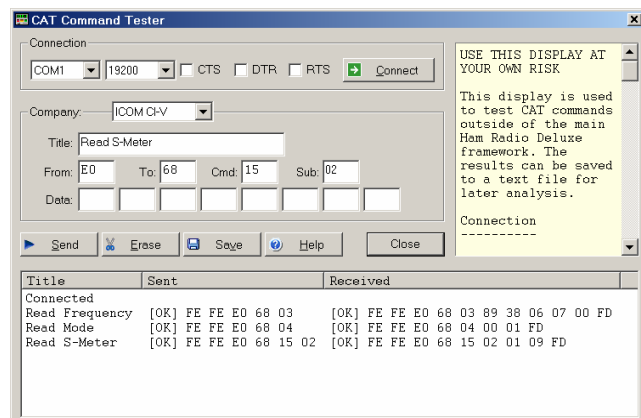 CAT Command Tester
Connection
COM1 19200 CTS DTR RTS Connect
Company: ICOM CI-V
Title: Read S-Meter
From: E0 To: 68 Cmd: 15 Sub: 02
Data:
Send Erase Save Help Close
USE THIS DISPLAY AT
YOUR OWN RISK
This display is used
to test CAT commands
outside of the main
Ham Radio Deluxe
framework. The
results can be saved
to a text file for
later analysis.
Connection
----------
Title Sent Received
Connected
Read Frequency [OK] FE FE E0 68 03 [OK] FE FE E0 68 03 89 38 06 07 00 FD
Read Mode [OK] FE FE E0 68 04 [OK] FE FE E0 68 04 00 01 FD
Read S-Meter [OK] FE FE E0 68 15 02 [OK] FE FE E0 68 15 02 01 09 FD